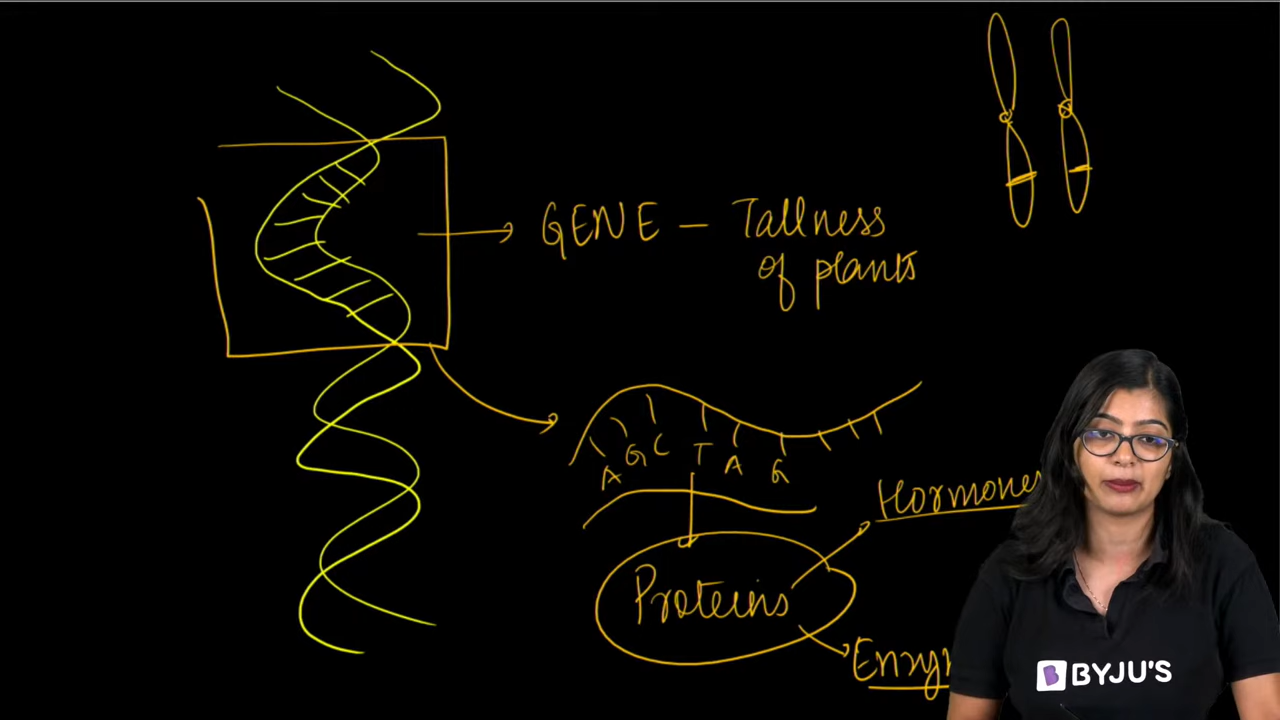 GENE – Tallness
of plants
A G C T A G
Hormones
Proteins
BYJU'S